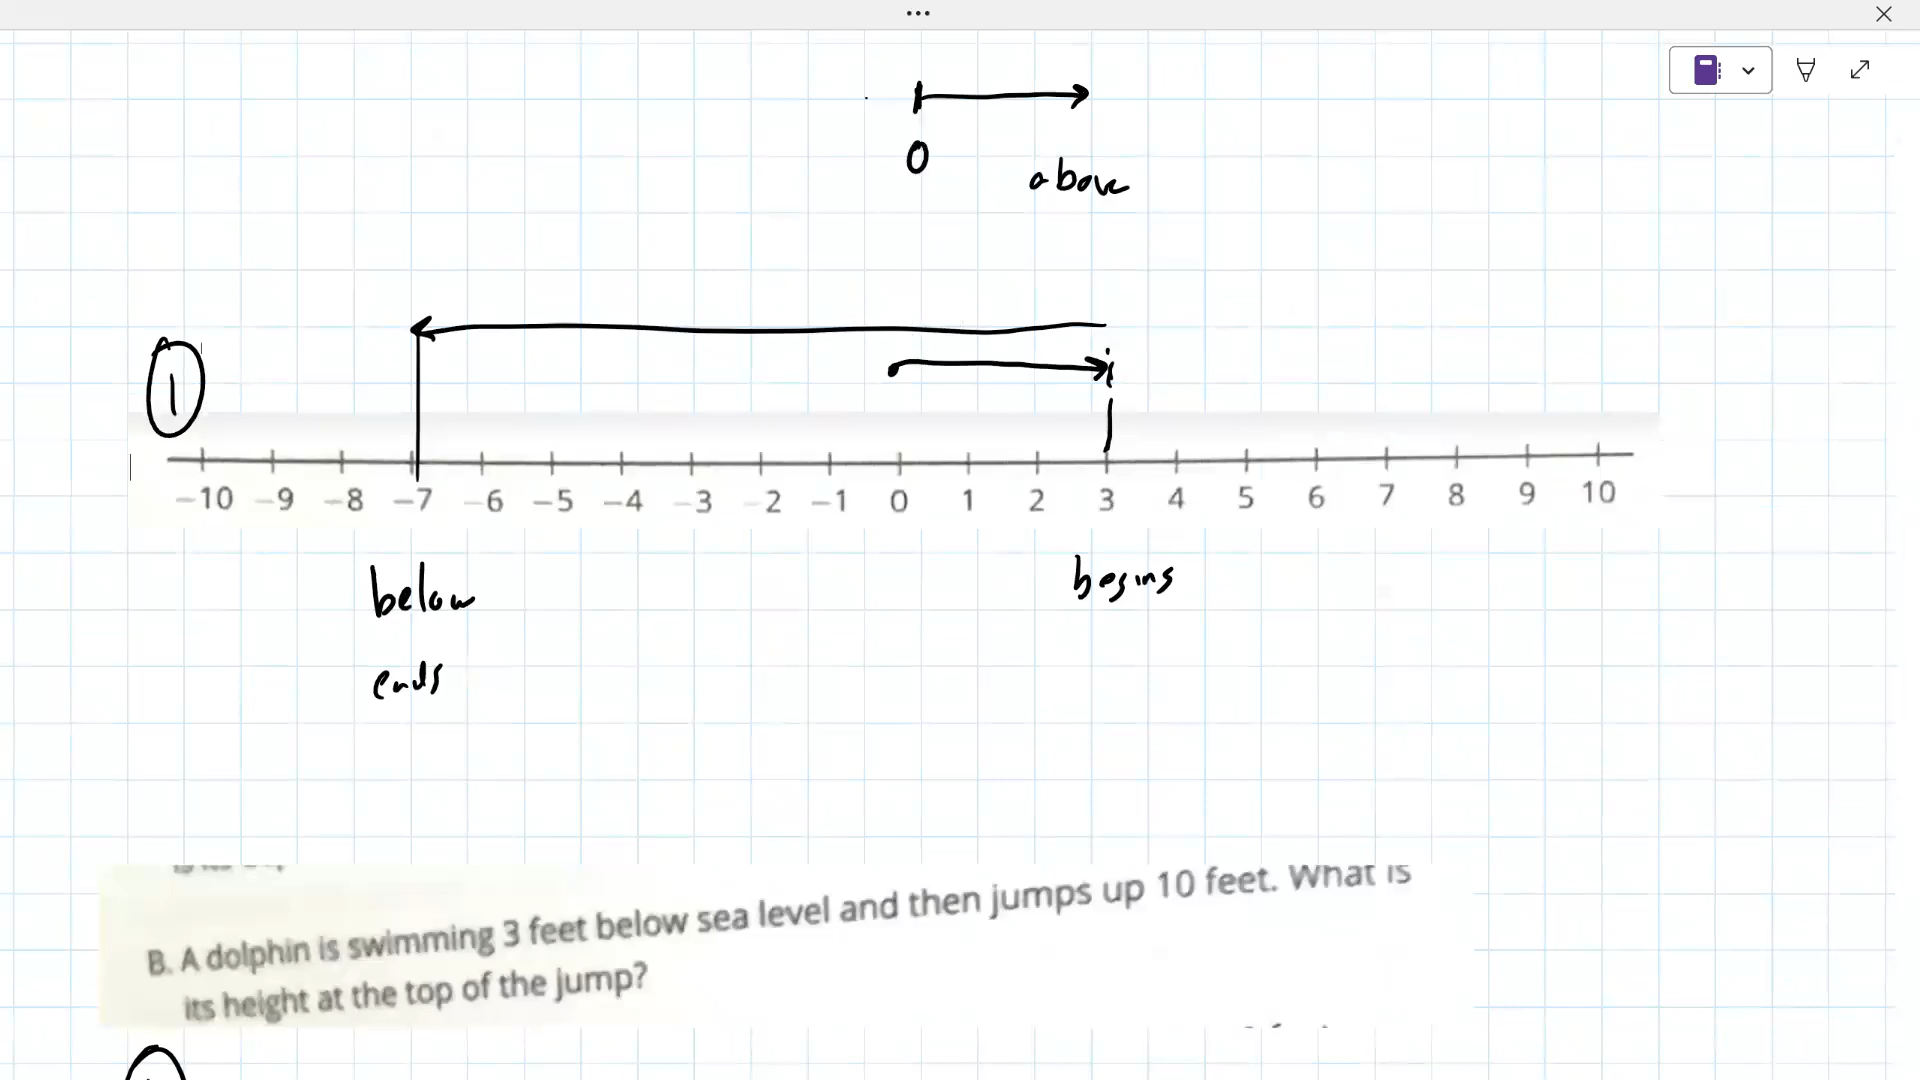 0
above
1
−10 −9 −8 −7 −6 −5 −4 −3 −2 −1 0 1 2 3 4 5 6 7 8 9 10
below
begins
ends
B. A dolphin is swimming 3 feet below sea level and then jumps up 10 feet. What is
its height at the top of the jump?